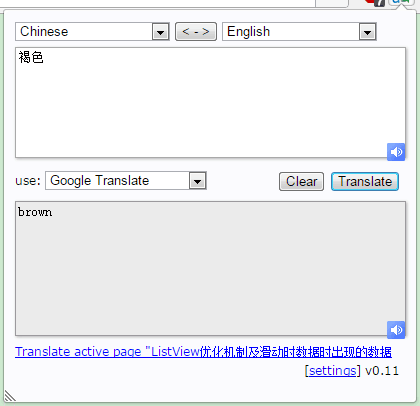 Chinese < - > English
褐色
use: Google Translate Clear Translate
brown
Translate active page "ListView优化机制及滑动时数据时出现的数据
[settings] v0.11